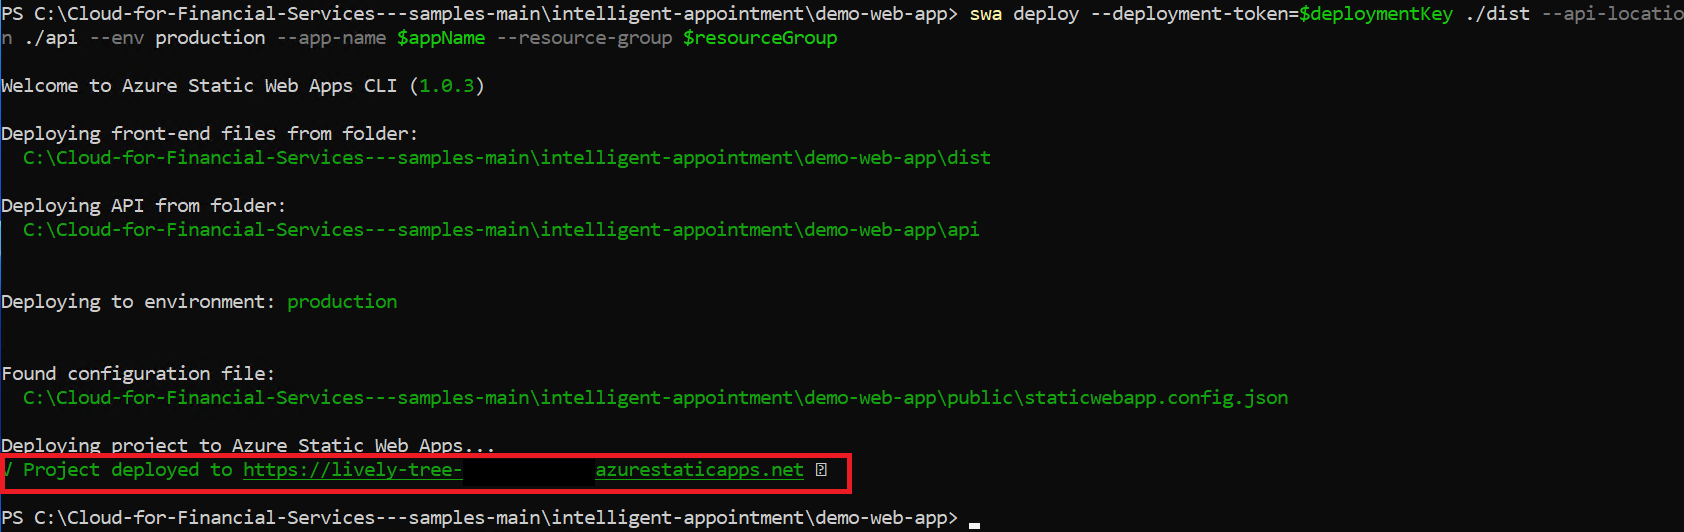 PS C:\Cloud-for-Financial-Services---samples-main\intelligent-appointment\demo-web-app> swa deploy --deployment-token=$deploymentKey ./dist --api-locatio
n ./api --env production --app-name $appName --resource-group $resourceGroup
Welcome to Azure Static Web Apps CLI (1.0.3)
Deploying front-end files from folder:
C:\Cloud-for-Financial-Services---samples-main\intelligent-appointment\demo-web-app\dist
Deploying API from folder:
C:\Cloud-for-Financial-Services---samples-main\intelligent-appointment\demo-web-app\api
Deploying to environment: production
Found configuration file:
C:\Cloud-for-Financial-Services---samples-main\intelligent-appointment\demo-web-app\public\staticwebapp.config.json
Deploying project to Azure Static Web Apps...
√ Project deployed to https://lively-tree- azurestaticapps.net
PS C:\Cloud-for-Financial-Services---samples-main\intelligent-appointment\demo-web-app>